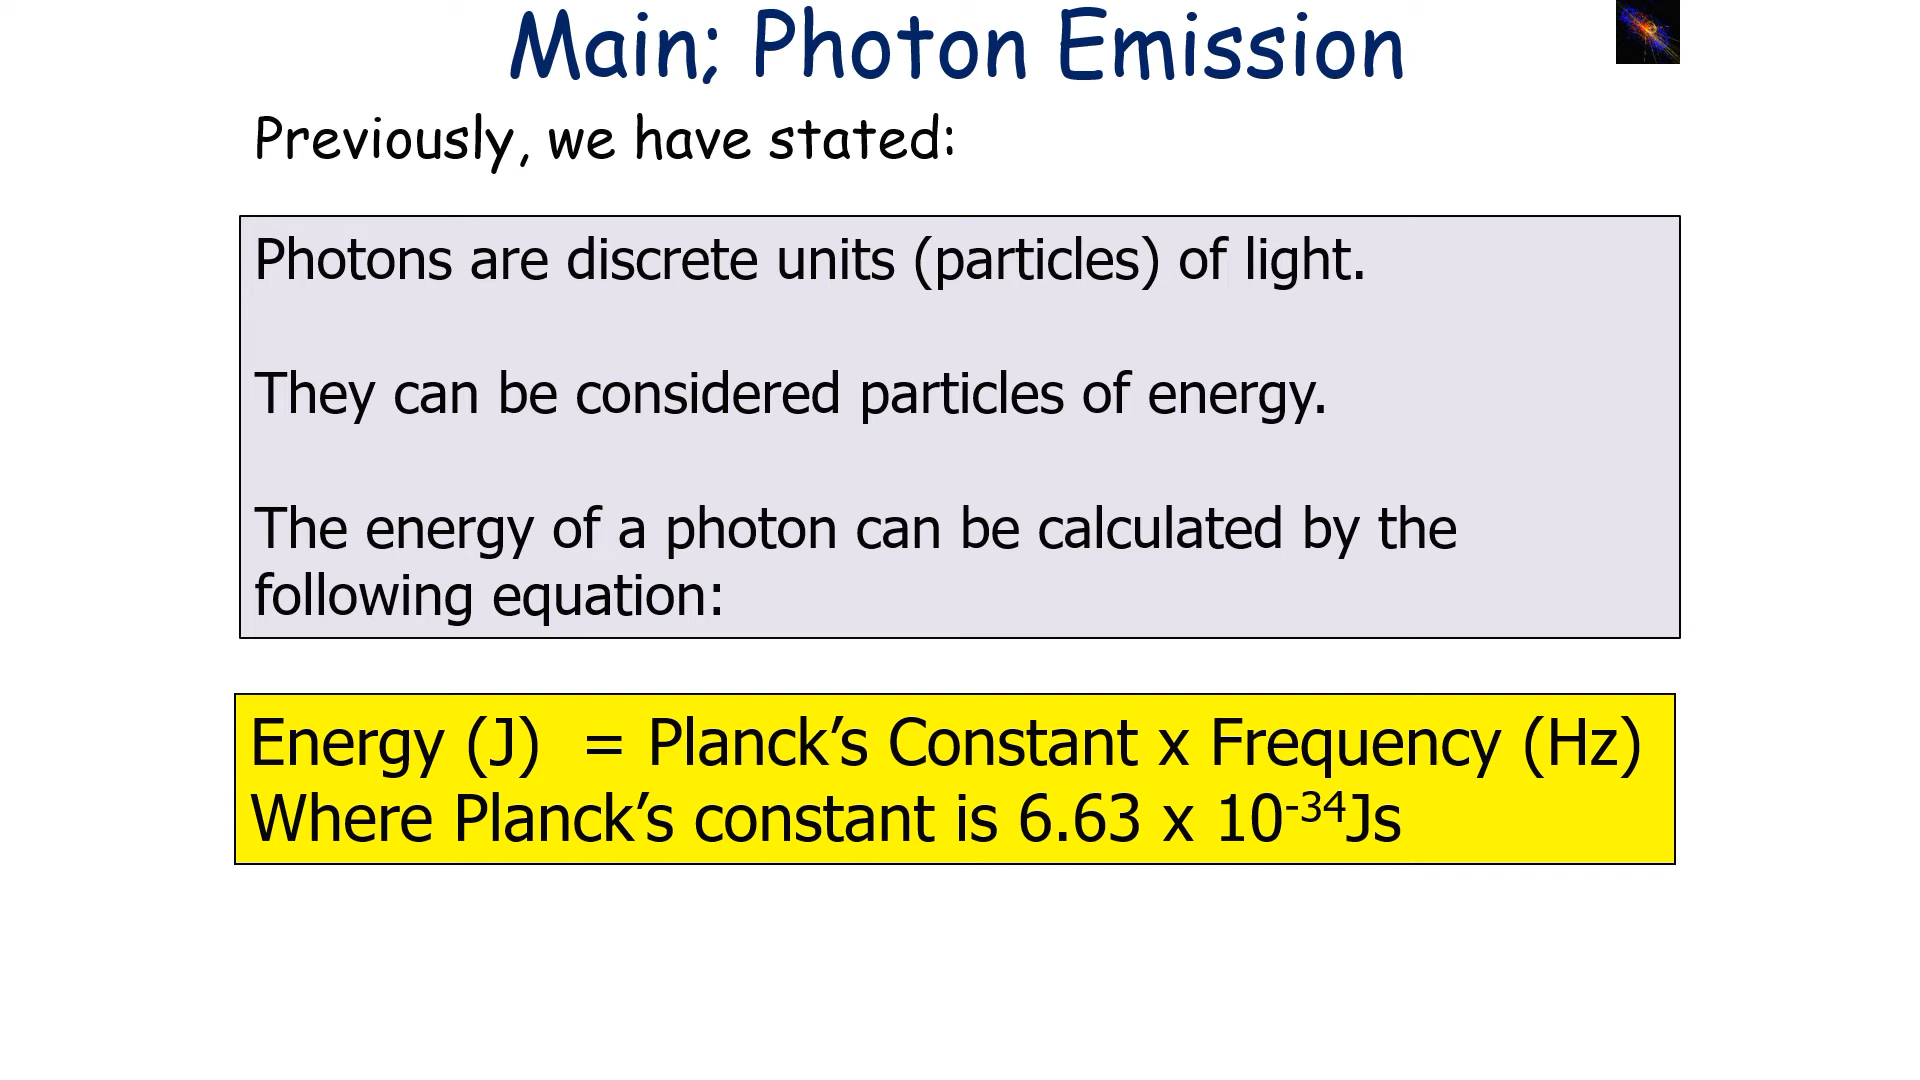 Main; Photon Emission
Previously, we have stated:
Photons are discrete units (particles) of light.
They can be considered particles of energy.
The energy of a photon can be calculated by the
following equation:
Energy (J)  = Planck’s Constant x Frequency (Hz)
Where Planck’s constant is 6.63 x 10⁻³⁴Js